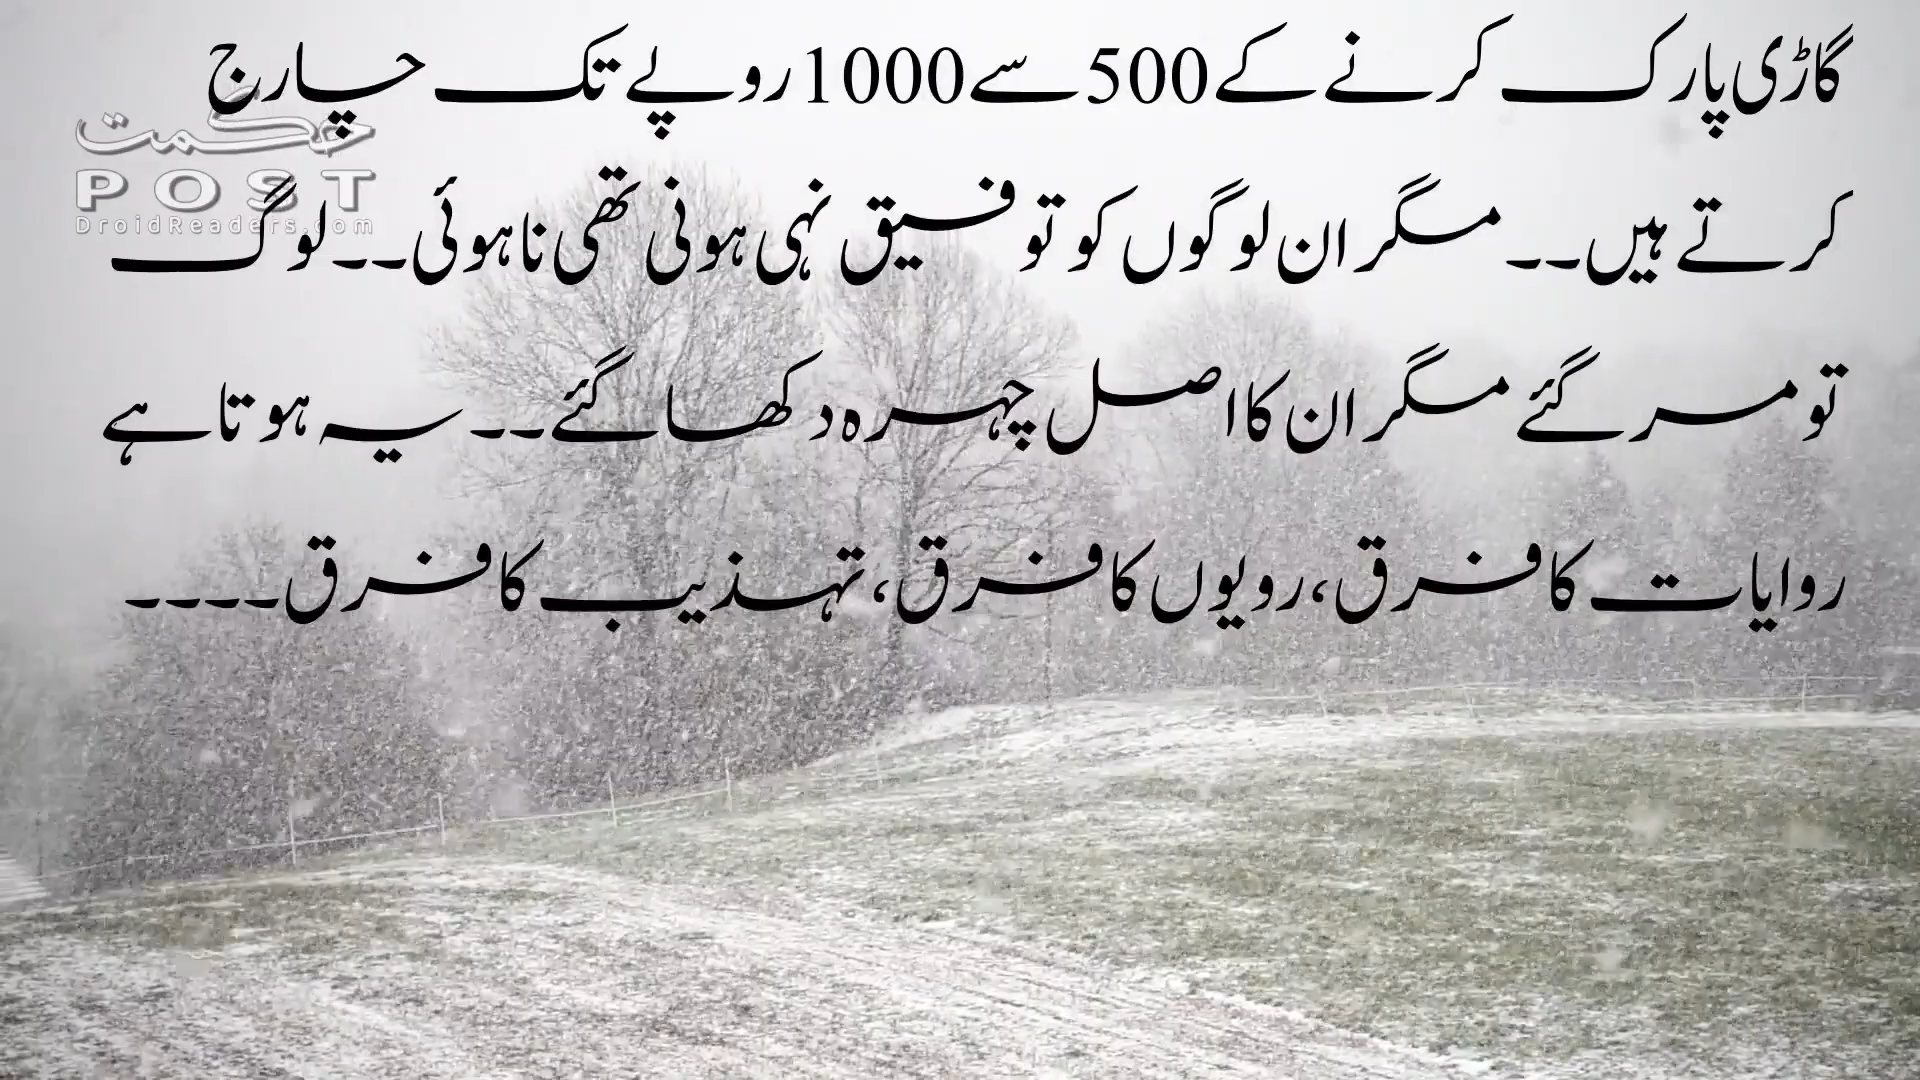 گاڑی پارک کرنے کے 500 سے 1000 روپے تک چارج
حکمت
POST
DroidReaders.com
کرتے ہیں۔۔ مگر ان لوگوں کو توفیق نہی ہونی تھی نا ہوئی۔۔ لوگ
تو مر گئے مگر ان کا اصل چہرہ دکھا گئے۔۔ یہ ہوتا ہے
روایات کا فرق، رویوں کا فرق، تہذیب کا فرق۔۔۔۔